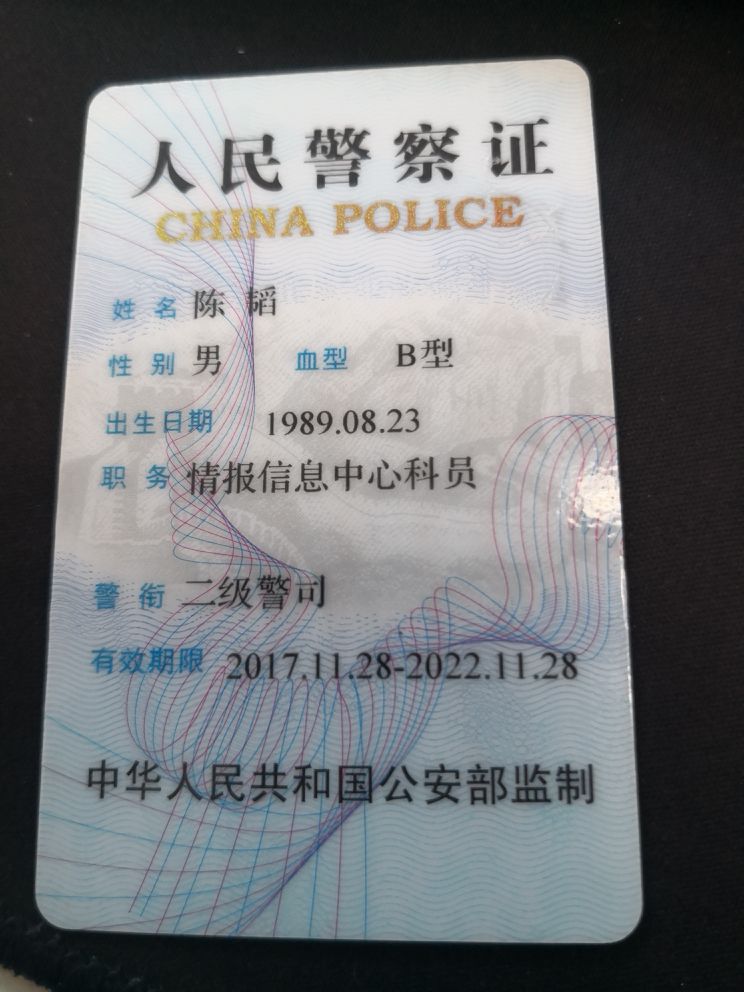 人民警察证
CHINA POLICE
姓名 陈韬
性别 男 血型 B型
出生日期 1989.08.23
职务 情报信息中心科员
警衔 二级警司
有效期限 2017.11.28-2022.11.28
中华人民共和国公安部监制